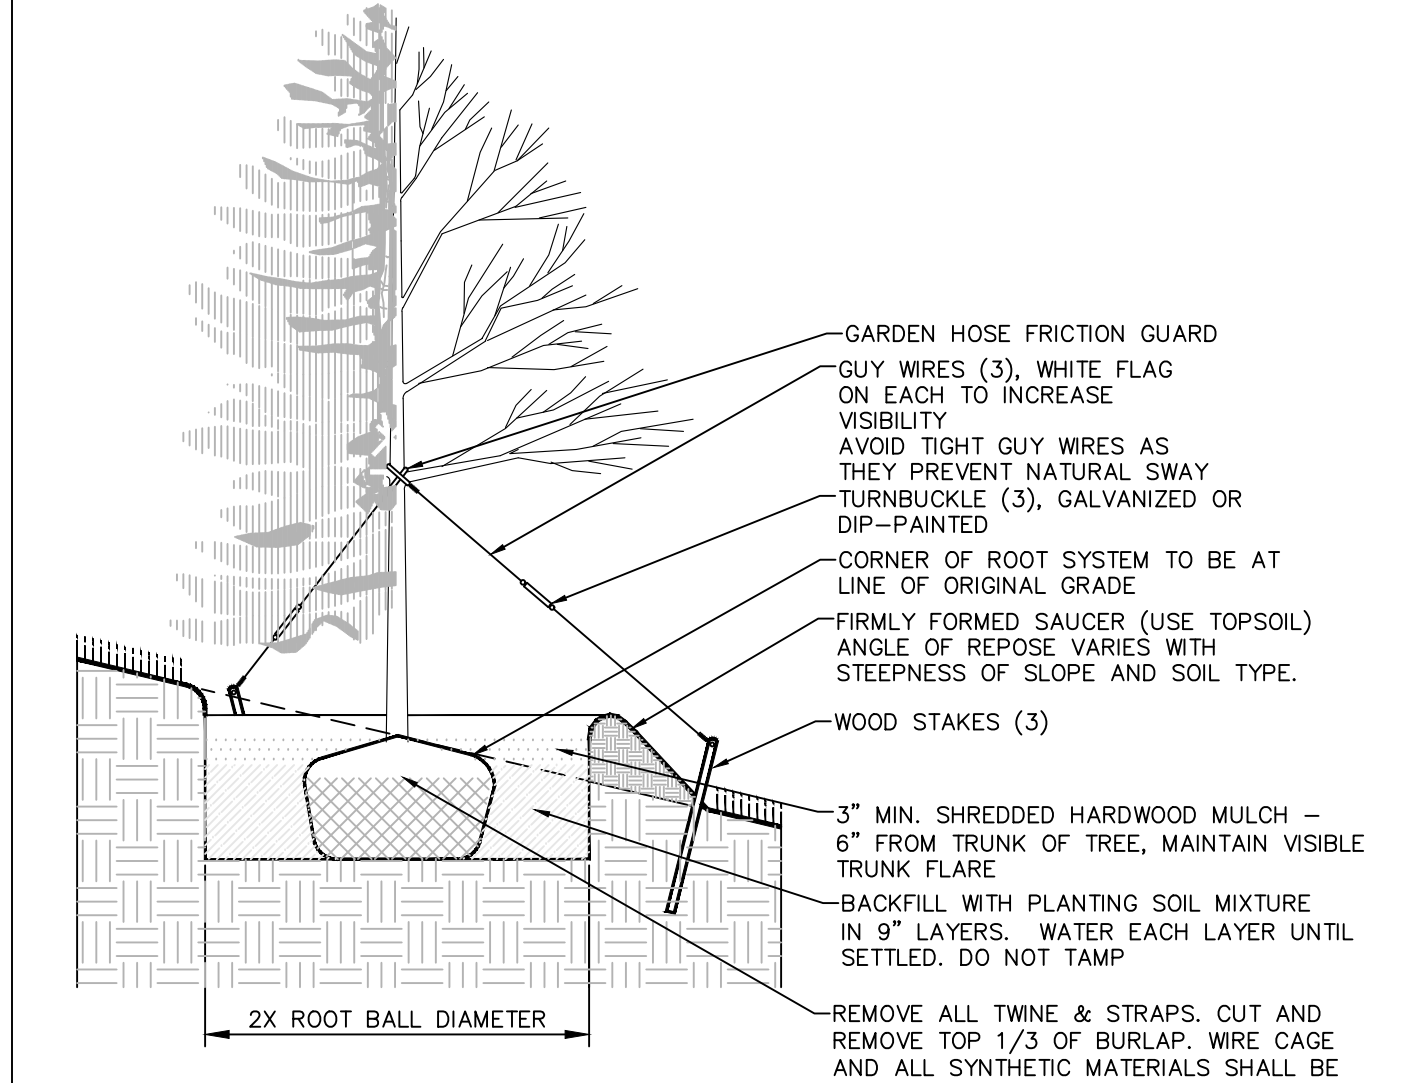 GARDEN HOSE FRICTION GUARD
GUY WIRES (3), WHITE FLAG
ON EACH TO INCREASE
VISIBILITY
AVOID TIGHT GUY WIRES AS
THEY PREVENT NATURAL SWAY
TURNBUCKLE (3), GALVANIZED OR
DIP-PAINTED
CORNER OF ROOT SYSTEM TO BE AT
LINE OF ORIGINAL GRADE
FIRMLY FORMED SAUCER (USE TOPSOIL)
ANGLE OF REPOSE VARIES WITH
STEEPNESS OF SLOPE AND SOIL TYPE.
WOOD STAKES (3)
3" MIN. SHREDDED HARDWOOD MULCH -
6" FROM TRUNK OF TREE, MAINTAIN VISIBLE
TRUNK FLARE
BACKFILL WITH PLANTING SOIL MIXTURE
IN 9" LAYERS. WATER EACH LAYER UNTIL
SETTLED. DO NOT TAMP
REMOVE ALL TWINE & STRAPS. CUT AND
REMOVE TOP 1/3 OF BURLAP. WIRE CAGE
AND ALL SYNTHETIC MATERIALS SHALL BE
2X ROOT BALL DIAMETER